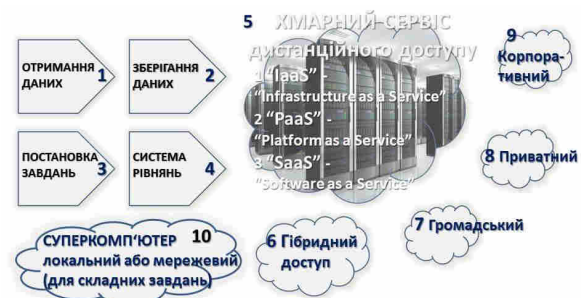 ОТРИМАННЯ
ДАНИХ
1
ЗБЕРІГАННЯ
ДАНИХ
2
ПОСТАНОВКА
ЗАВДАНЬ
3
СИСТЕМА
РІВНЯНЬ
4
5 ХМАРНИЙ СЕРВІС
дистанційного доступу
1 “IaaS” -
“Infrastructure as a Service”
2 “PaaS” -
“Platform as a Service”
3 “SaaS” -
“Software as a Service”
9
Корпора-
тивний
8 Приватний
7 Громадський
6 Гібридний
доступ
СУПЕРКОМП‘ЮТЕР 10
локальний або мережевий
(для складних завдань)